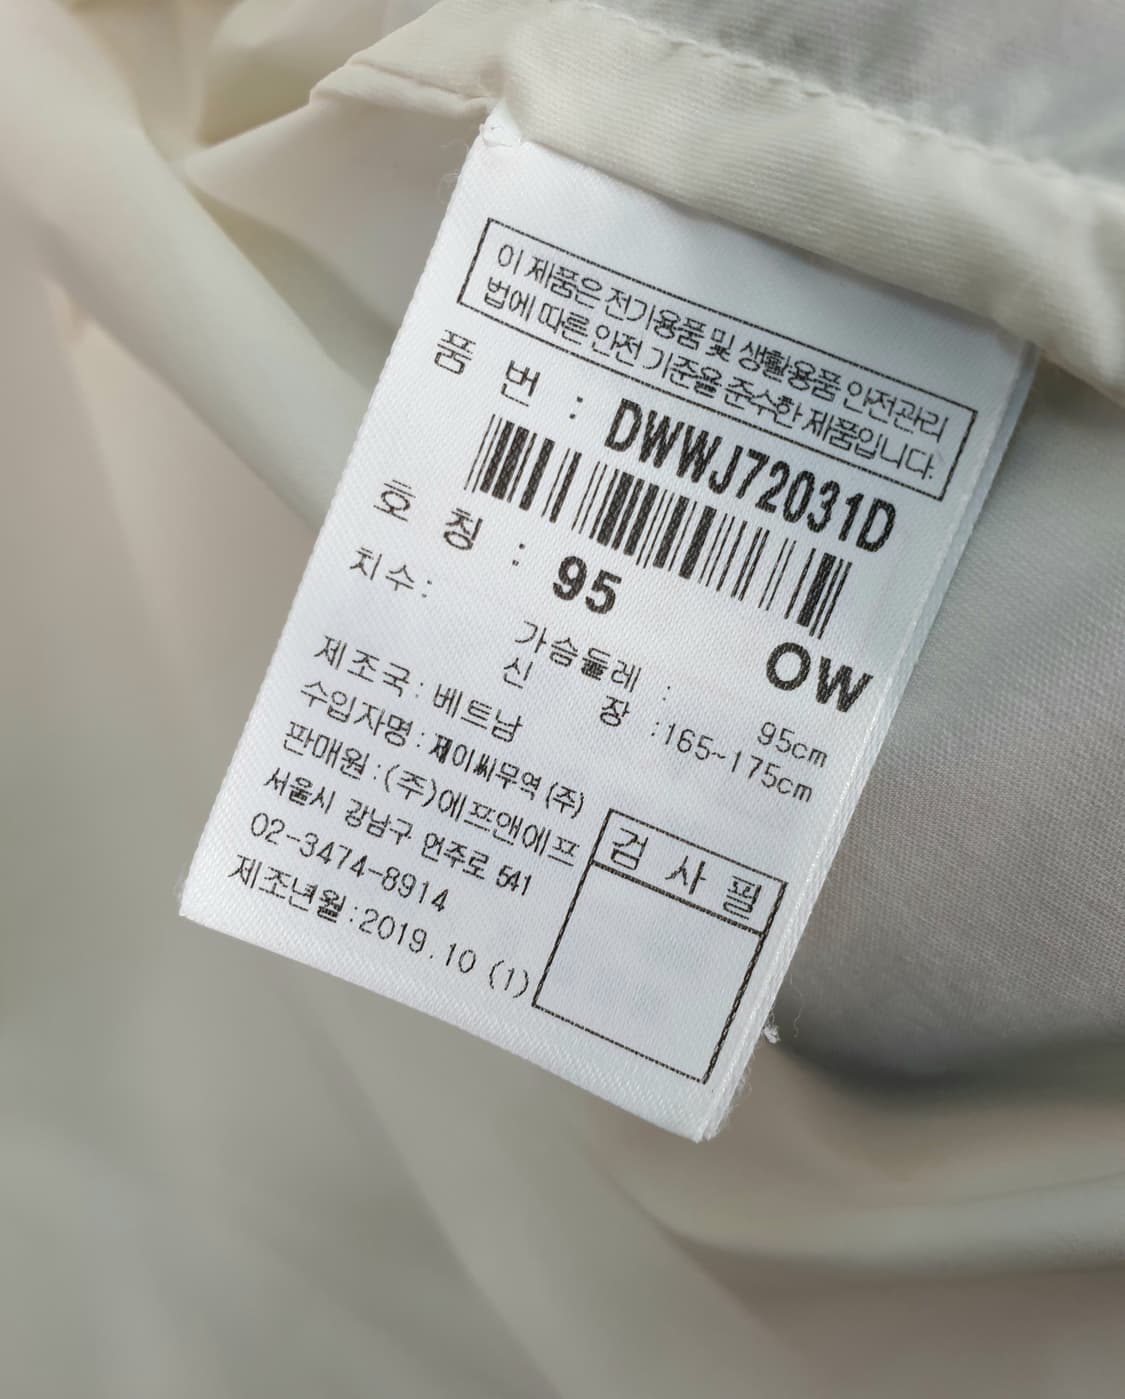 이 제품은 전기용품 및 생활용품 안전관리
법에 따른 안전 기준을 준수한 제품입니다.
품 번 : DWWJ72031D
호 칭 : 95 OW
치수:
가슴둘레 : 95cm
신 장 :165~175cm
제조국: 베트남
수입자명:제이씨무역(주)
판매원:(주)에프앤에프
서울시 강남구 언주로 541
02-3474-8914
제조년월:2019.10 (1)
검 사 필